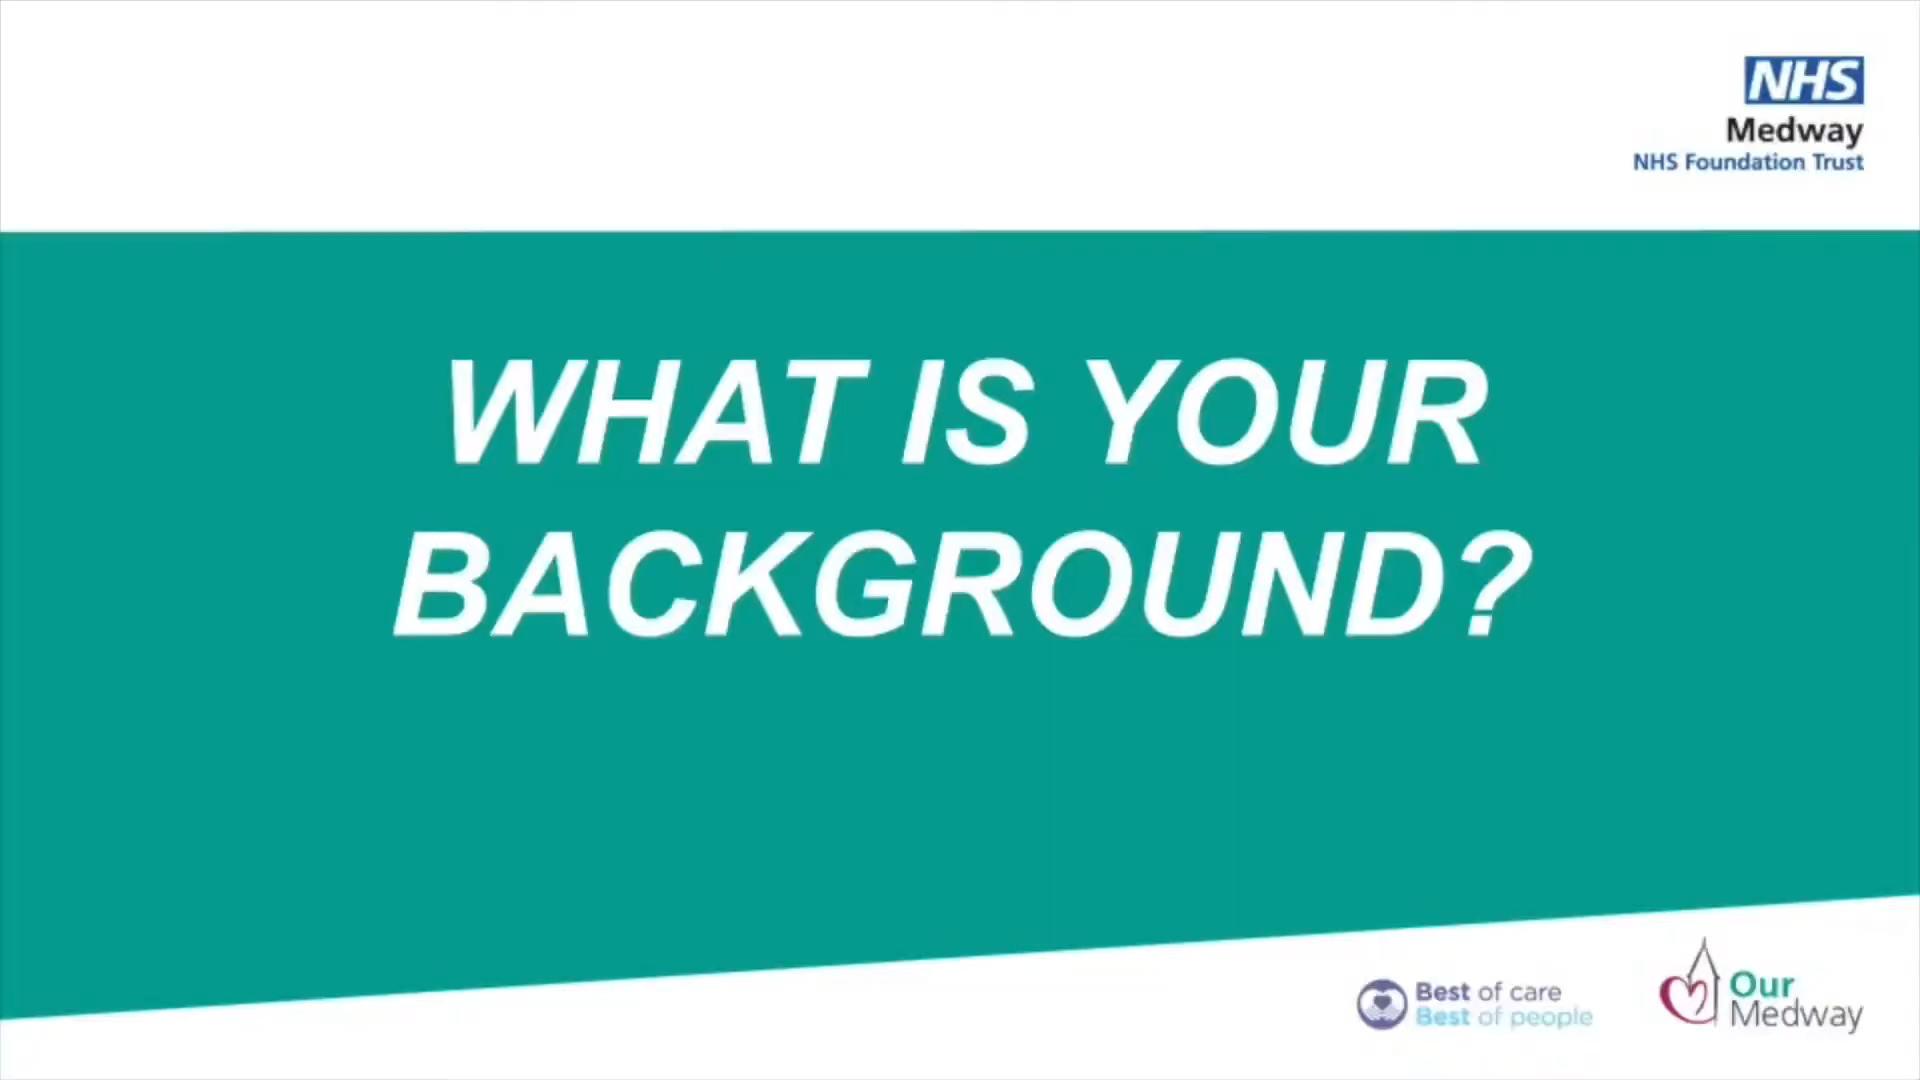 NHS
Medway
NHS Foundation Trust
WHAT IS YOUR
BACKGROUND?
Best of care
Best of people
Our
Medway